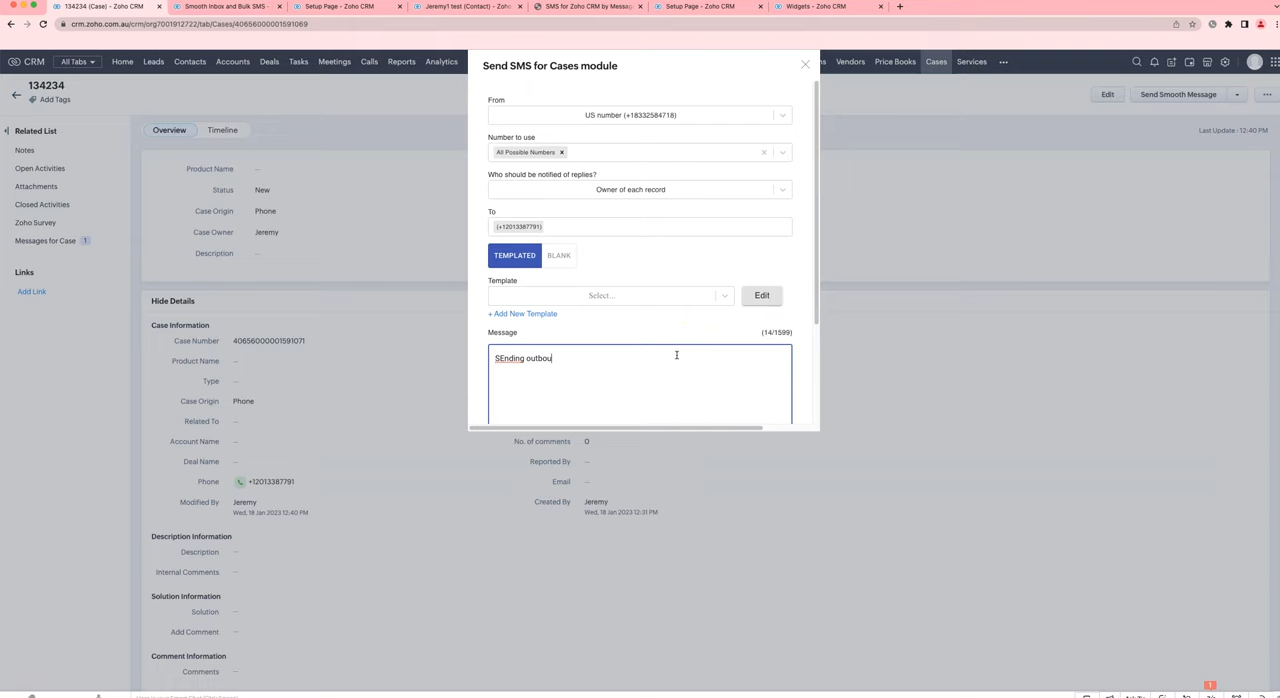 134234 (Case) - Zoho CRM
Smooth Inbox and Bulk SMS -
Setup Page - Zoho CRM
Jeremy1 test (Contact) - Zoho
SMS for Zoho CRM by Messag
Setup Page - Zoho CRM
Widgets - Zoho CRM
crm.zoho.com.au/crm/org7001912722/tab/Cases/40656000001591069
CRM
All Tabs
Home
Leads
Contacts
Accounts
Deals
Tasks
Meetings
Calls
Reports
Analytics
Vendors
Price Books
Cases
Services
134234
Add Tags
Edit
Send Smooth Message
Related List
Notes
Open Activities
Attachments
Closed Activities
Zoho Survey
Messages for Case 1
Links
Add Link
Overview
Timeline
Last Update : 12:40 PM
Product Name —
Status New
Case Origin Phone
Case Owner Jeremy
Description —
Hide Details
Case Information
Case Number 40656000001591071
Product Name —
Type —
Case Origin Phone
Related To —
Account Name —
Deal Name —
Phone +12013387791
Modified By Jeremy
Wed, 18 Jan 2023 12:40 PM
No. of comments 0
Reported By —
Email —
Created By Jeremy
Wed, 18 Jan 2023 12:31 PM
Description Information
Description —
Internal Comments —
Solution Information
Solution —
Add Comment —
Comment Information
Comments —
Send SMS for Cases module
From
US number (+18332584718)
Number to use
All Possible Numbers
Who should be notified of replies?
Owner of each record
To
(+12013387791)
TEMPLATED
BLANK
Template
Select...
Edit
+ Add New Template
Message
(14/1599)
SEnding outbou
1